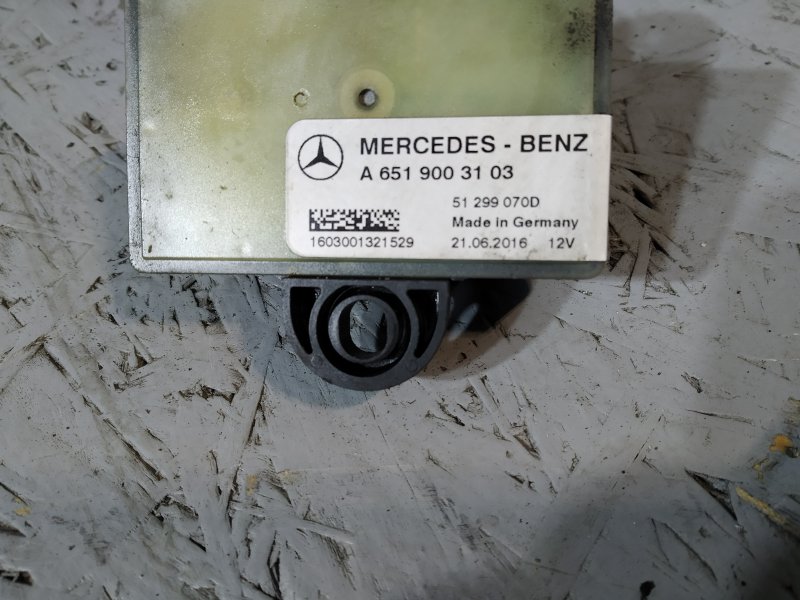 MERCEDES - BENZ
A 651 900 31 03
51 299 070D
Made in Germany
1603001321529 21.06.2016 12V